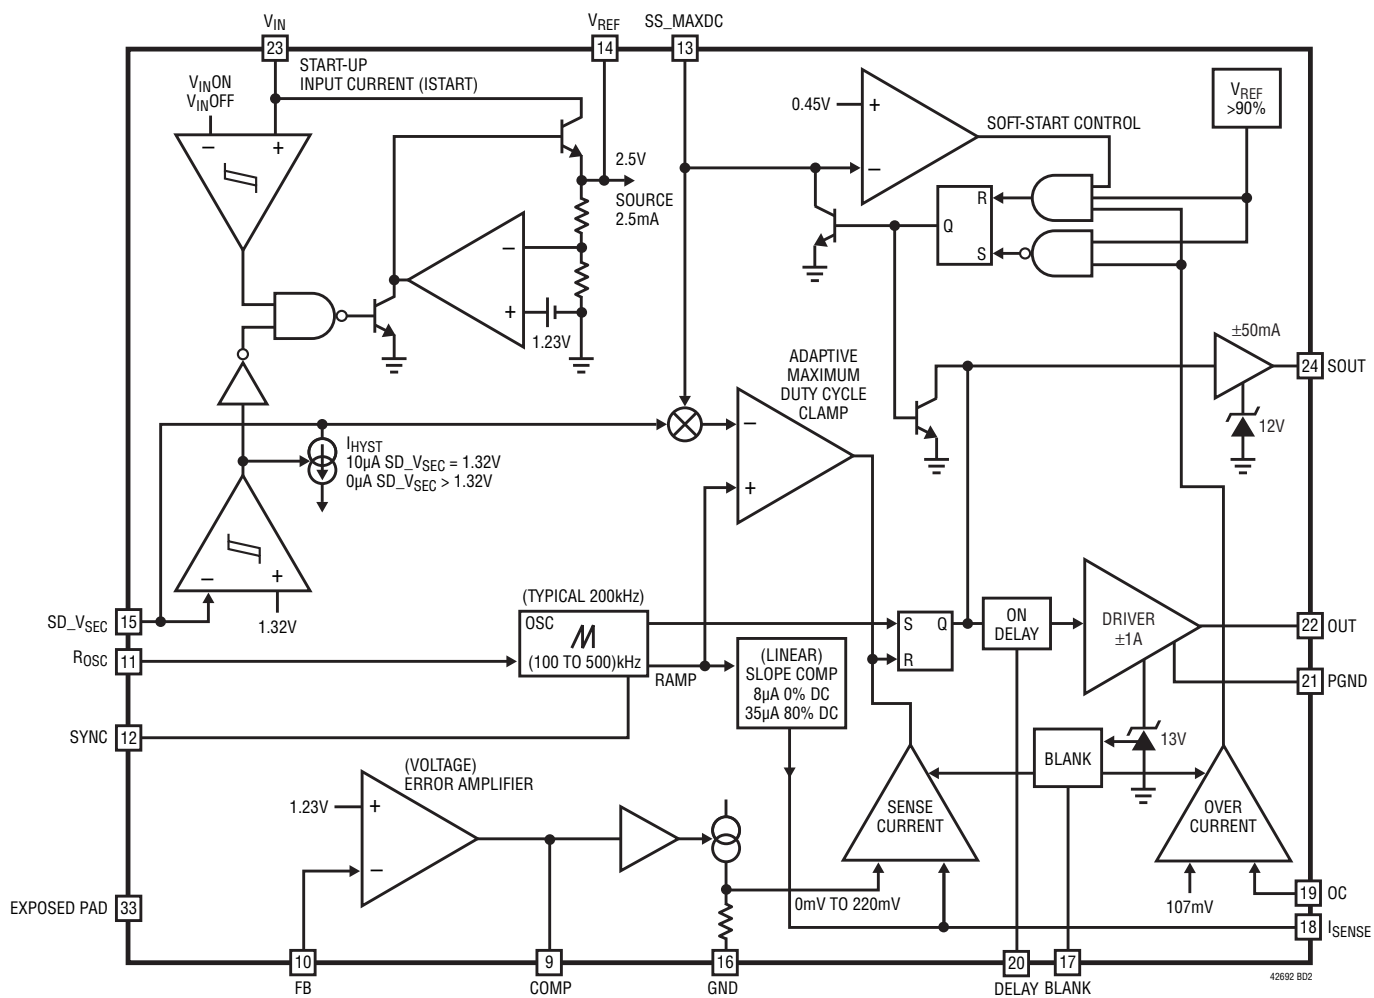 VIN
VREF
SS_MAXDC
23
14
13
START-UP
INPUT CURRENT (ISTART)
VINON
VINOFF
–
+
2.5V
SOURCE
2.5mA
–
+
1.23V
0.45V
+
–
SOFT-START CONTROL
VREF
>90%
R
Q
S
±50mA
24
SOUT
12V
ADAPTIVE
MAXIMUM
DUTY CYCLE
CLAMP
–
+
IHYST
10µA SD_VSEC = 1.32V
0µA SD_VSEC > 1.32V
–
+
1.32V
SD_VSEC
15
ROSC
11
SYNC
12
(TYPICAL 200kHz)
OSC
(100 TO 500)kHz
RAMP
(LINEAR)
SLOPE COMP
8µA 0% DC
35µA 80% DC
S
Q
R
ON
DELAY
DRIVER
±1A
22
OUT
21
PGND
13V
BLANK
(VOLTAGE)
ERROR AMPLIFIER
1.23V
+
–
SENSE
CURRENT
OVER
CURRENT
0mV TO 220mV
107mV
19
OC
18
ISENSE
EXPOSED PAD
33
10
9
16
20
17
FB
COMP
GND
DELAY
BLANK
42692 BD2